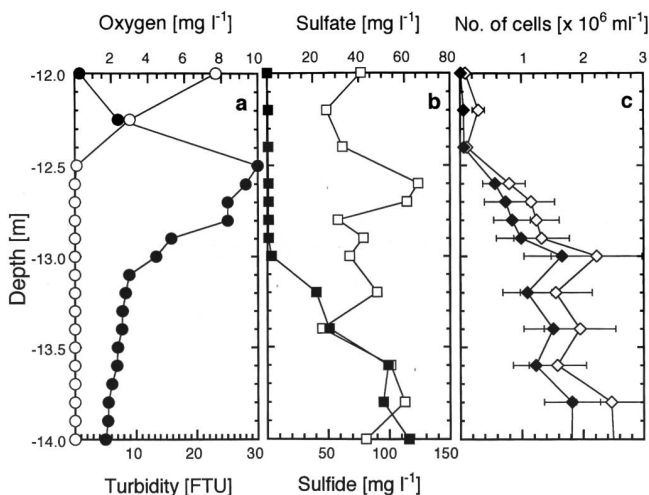 Oxygen [mg l-1] Sulfate [mg l-1] No. of cells [x 10⁶ ml-1]
2 4 6 8 10 20 40 60 80 1 2 3
-12.0 a b c
-12.5
-13.0
-13.5
-14.0
Depth [m]
0 10 20 30 50 100 150
Turbidity [FTU] Sulfide [mg l-1]